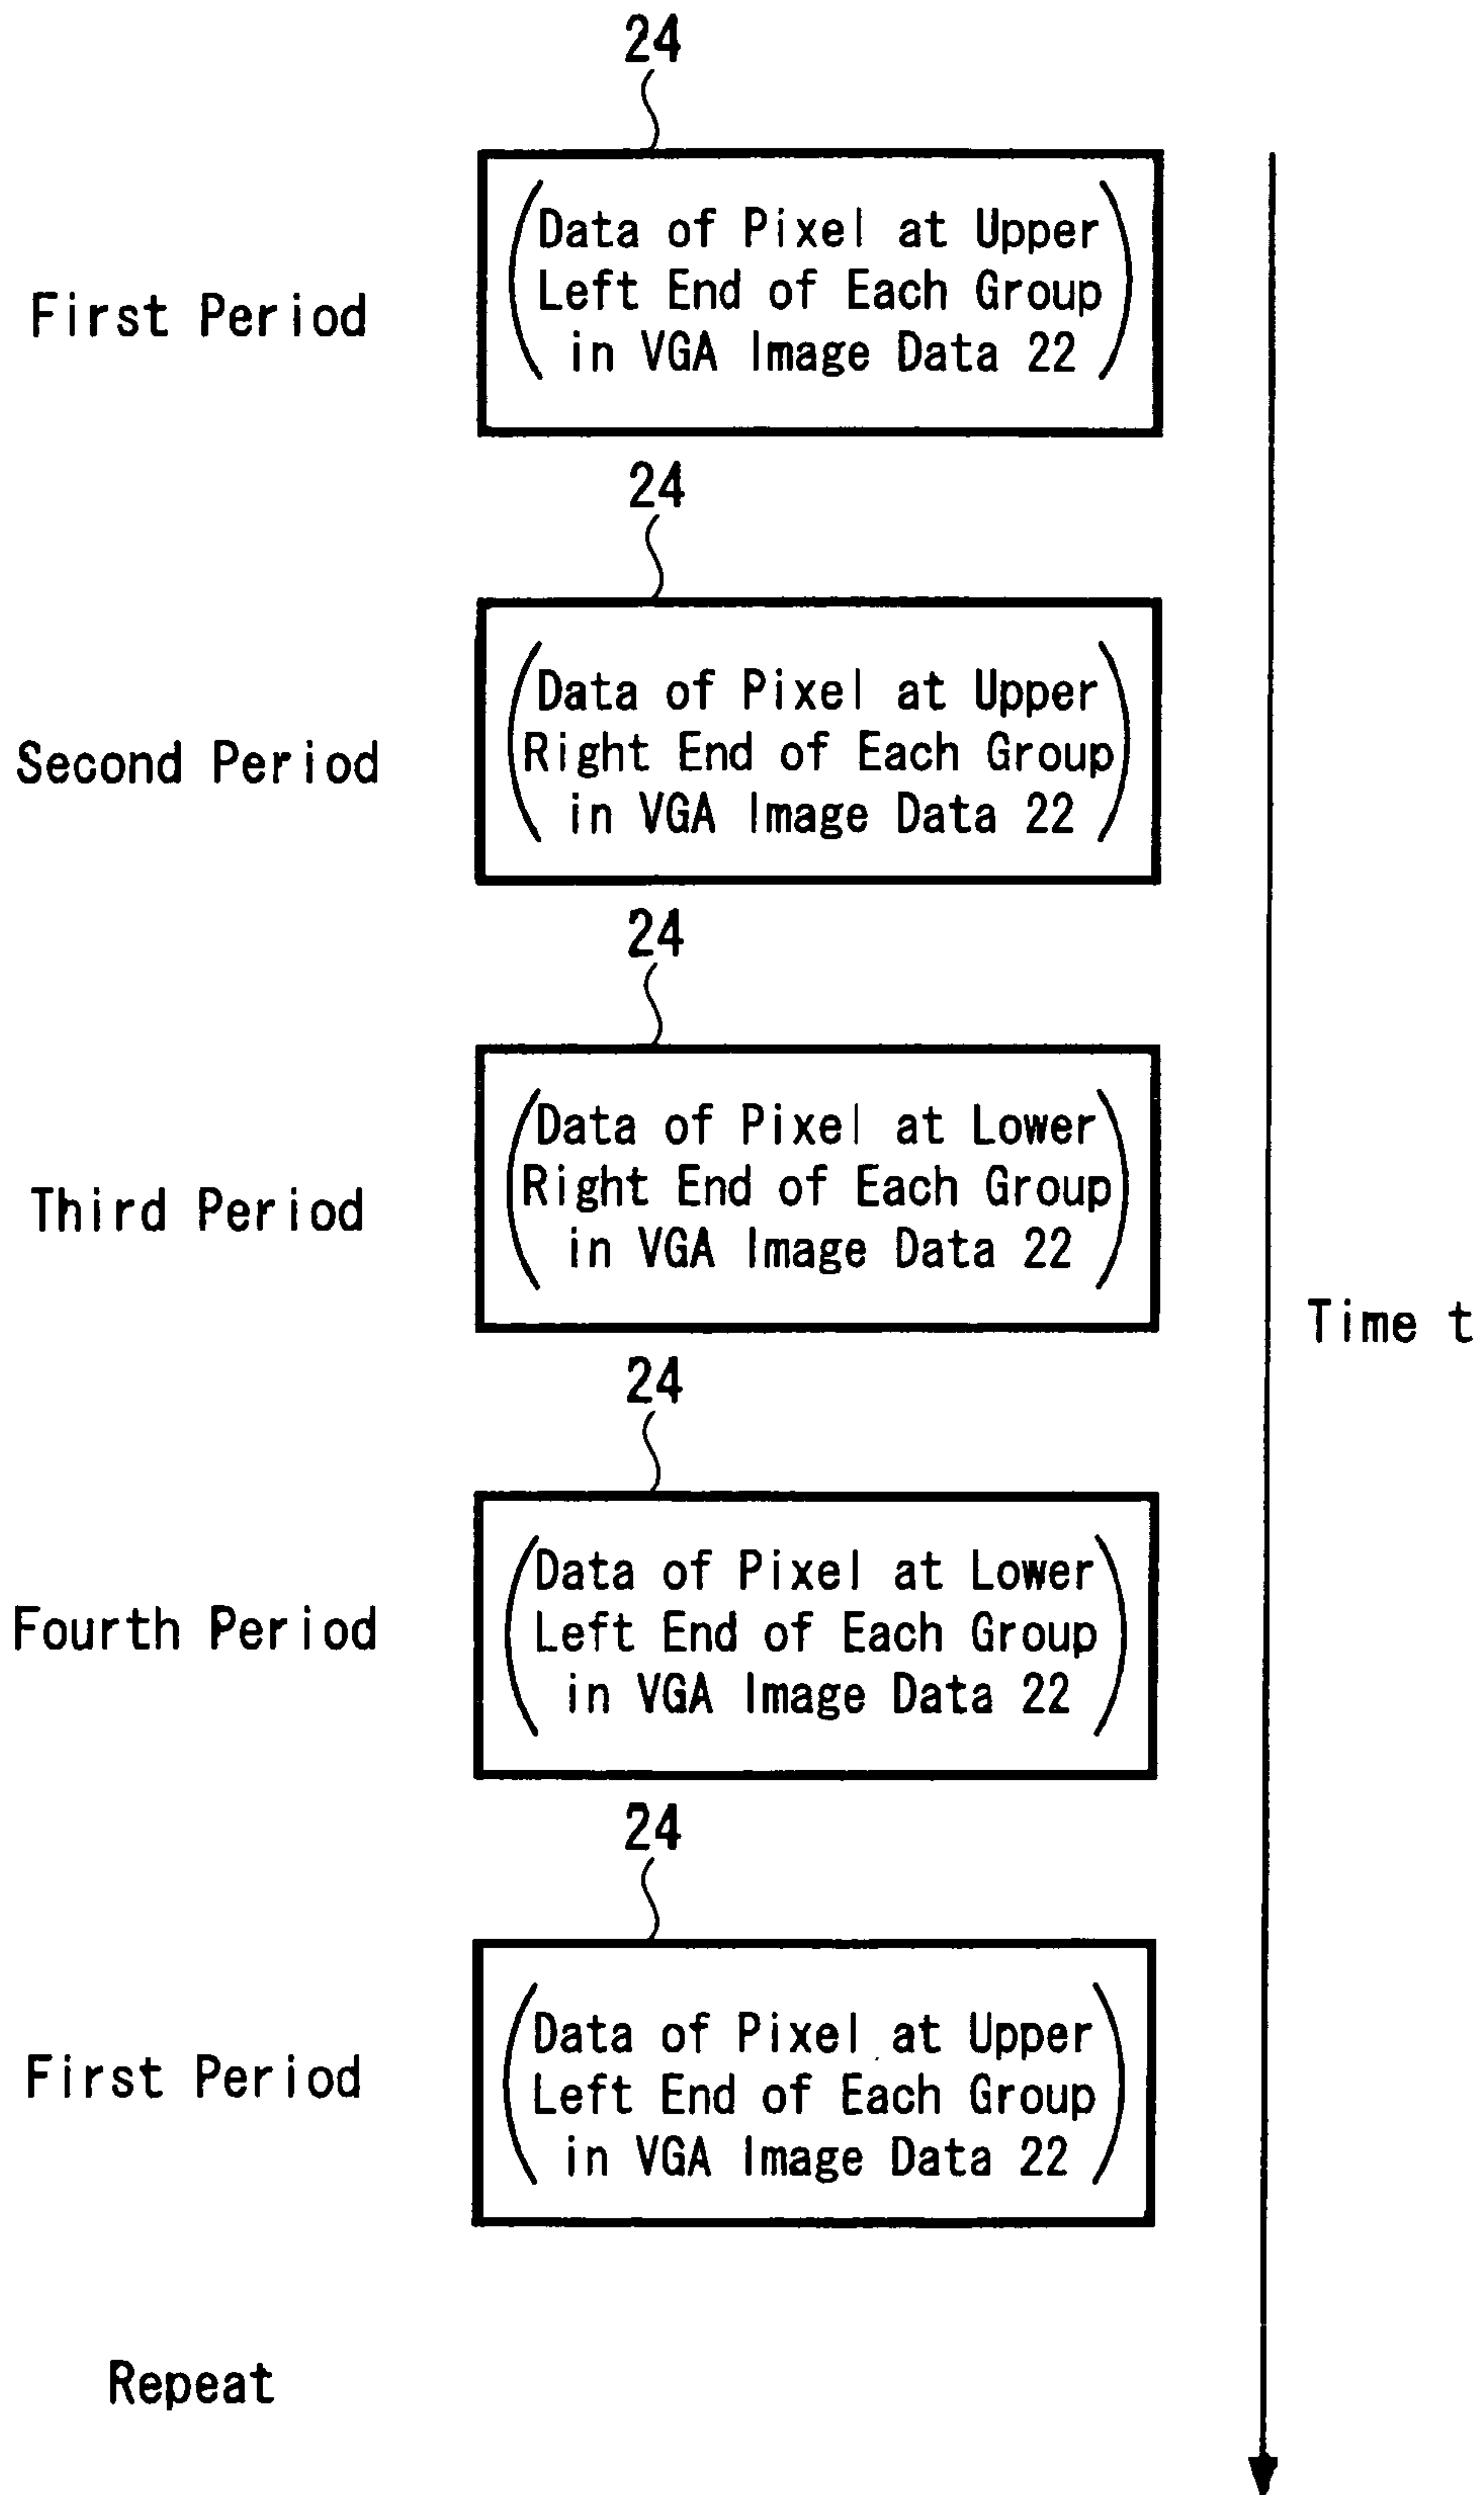 24
Data of Pixel at Upper
Left End of Each Group
in VGA Image Data 22
First Period
24
Data of Pixel at Upper
Right End of Each Group
in VGA Image Data 22
Second Period
24
Data of Pixel at Lower
Right End of Each Group
in VGA Image Data 22
Third Period
Time t
24
Data of Pixel at Lower
Left End of Each Group
in VGA Image Data 22
Fourth Period
24
Data of Pixel at Upper
Left End of Each Group
in VGA Image Data 22
First Period
Repeat